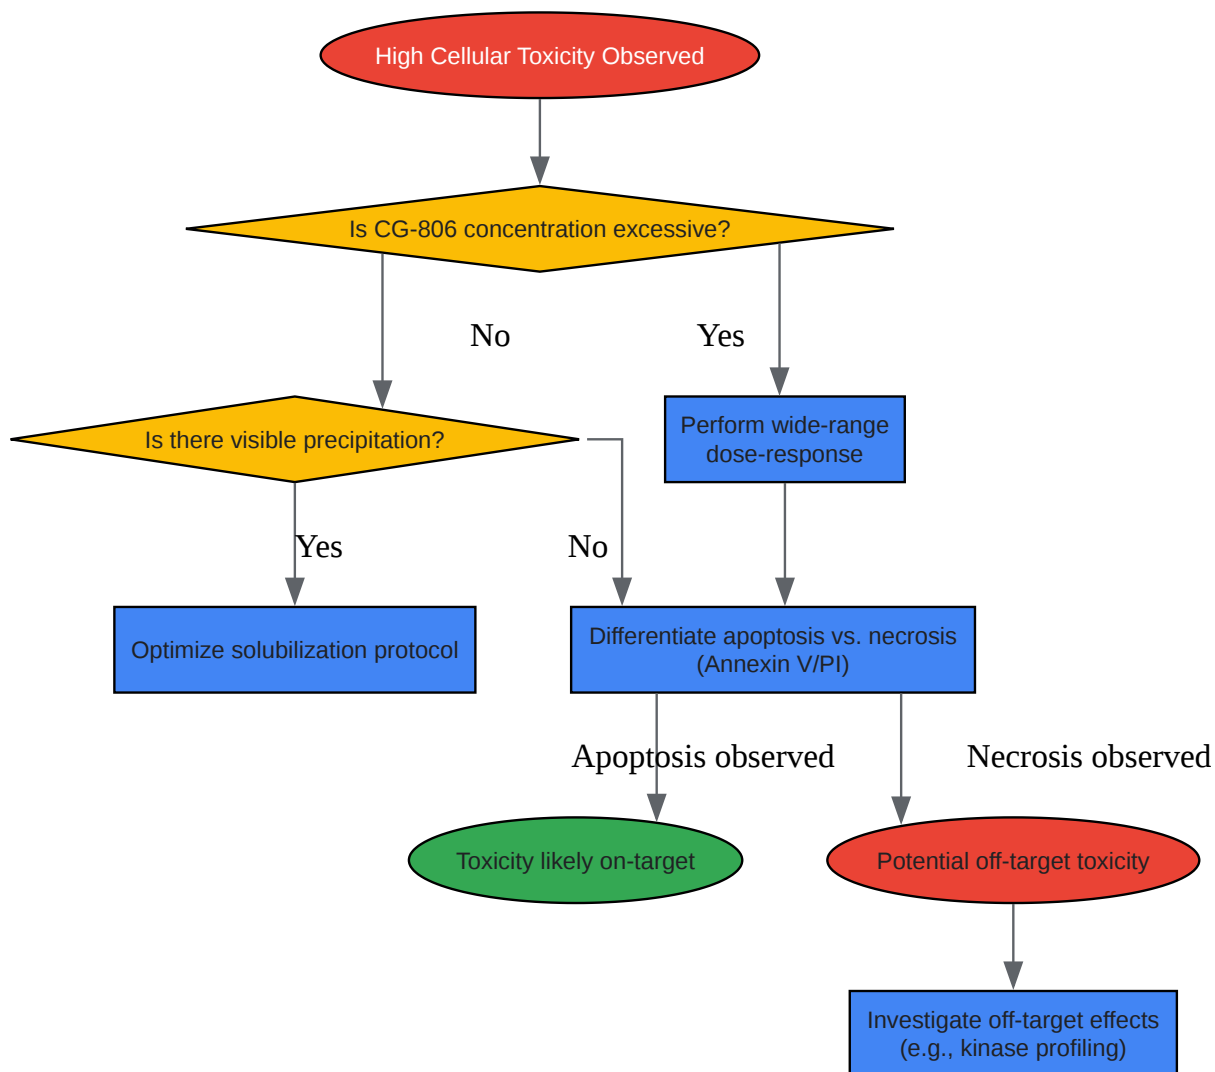 High Cellular Toxicity Observed
Is CG-806 concentration excessive?
No
Yes
Is there visible precipitation?
Perform wide-range
dose-response
Yes
No
Optimize solubilization protocol
Differentiate apoptosis vs. necrosis
(Annexin V/PI)
Apoptosis observed
Necrosis observed
Toxicity likely on-target
Potential off-target toxicity
Investigate off-target effects
(e.g., kinase profiling)